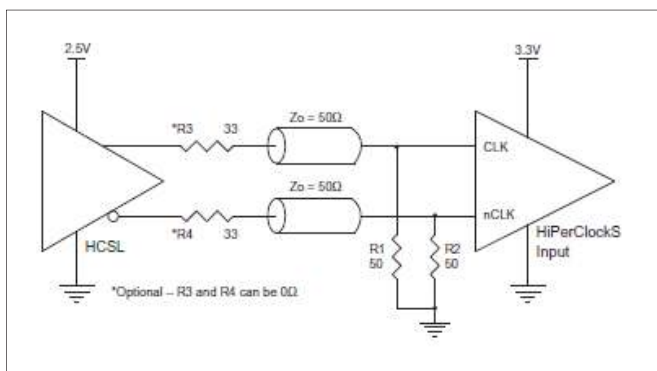 2.5V
3.3V
*R3 33
Zo = 50Ω
CLK
Zo = 50Ω
nCLK
*R4 33
HCSL
R1
50
R2
50
HiPerClockS
Input
*Optional – R3 and R4 can be 0Ω